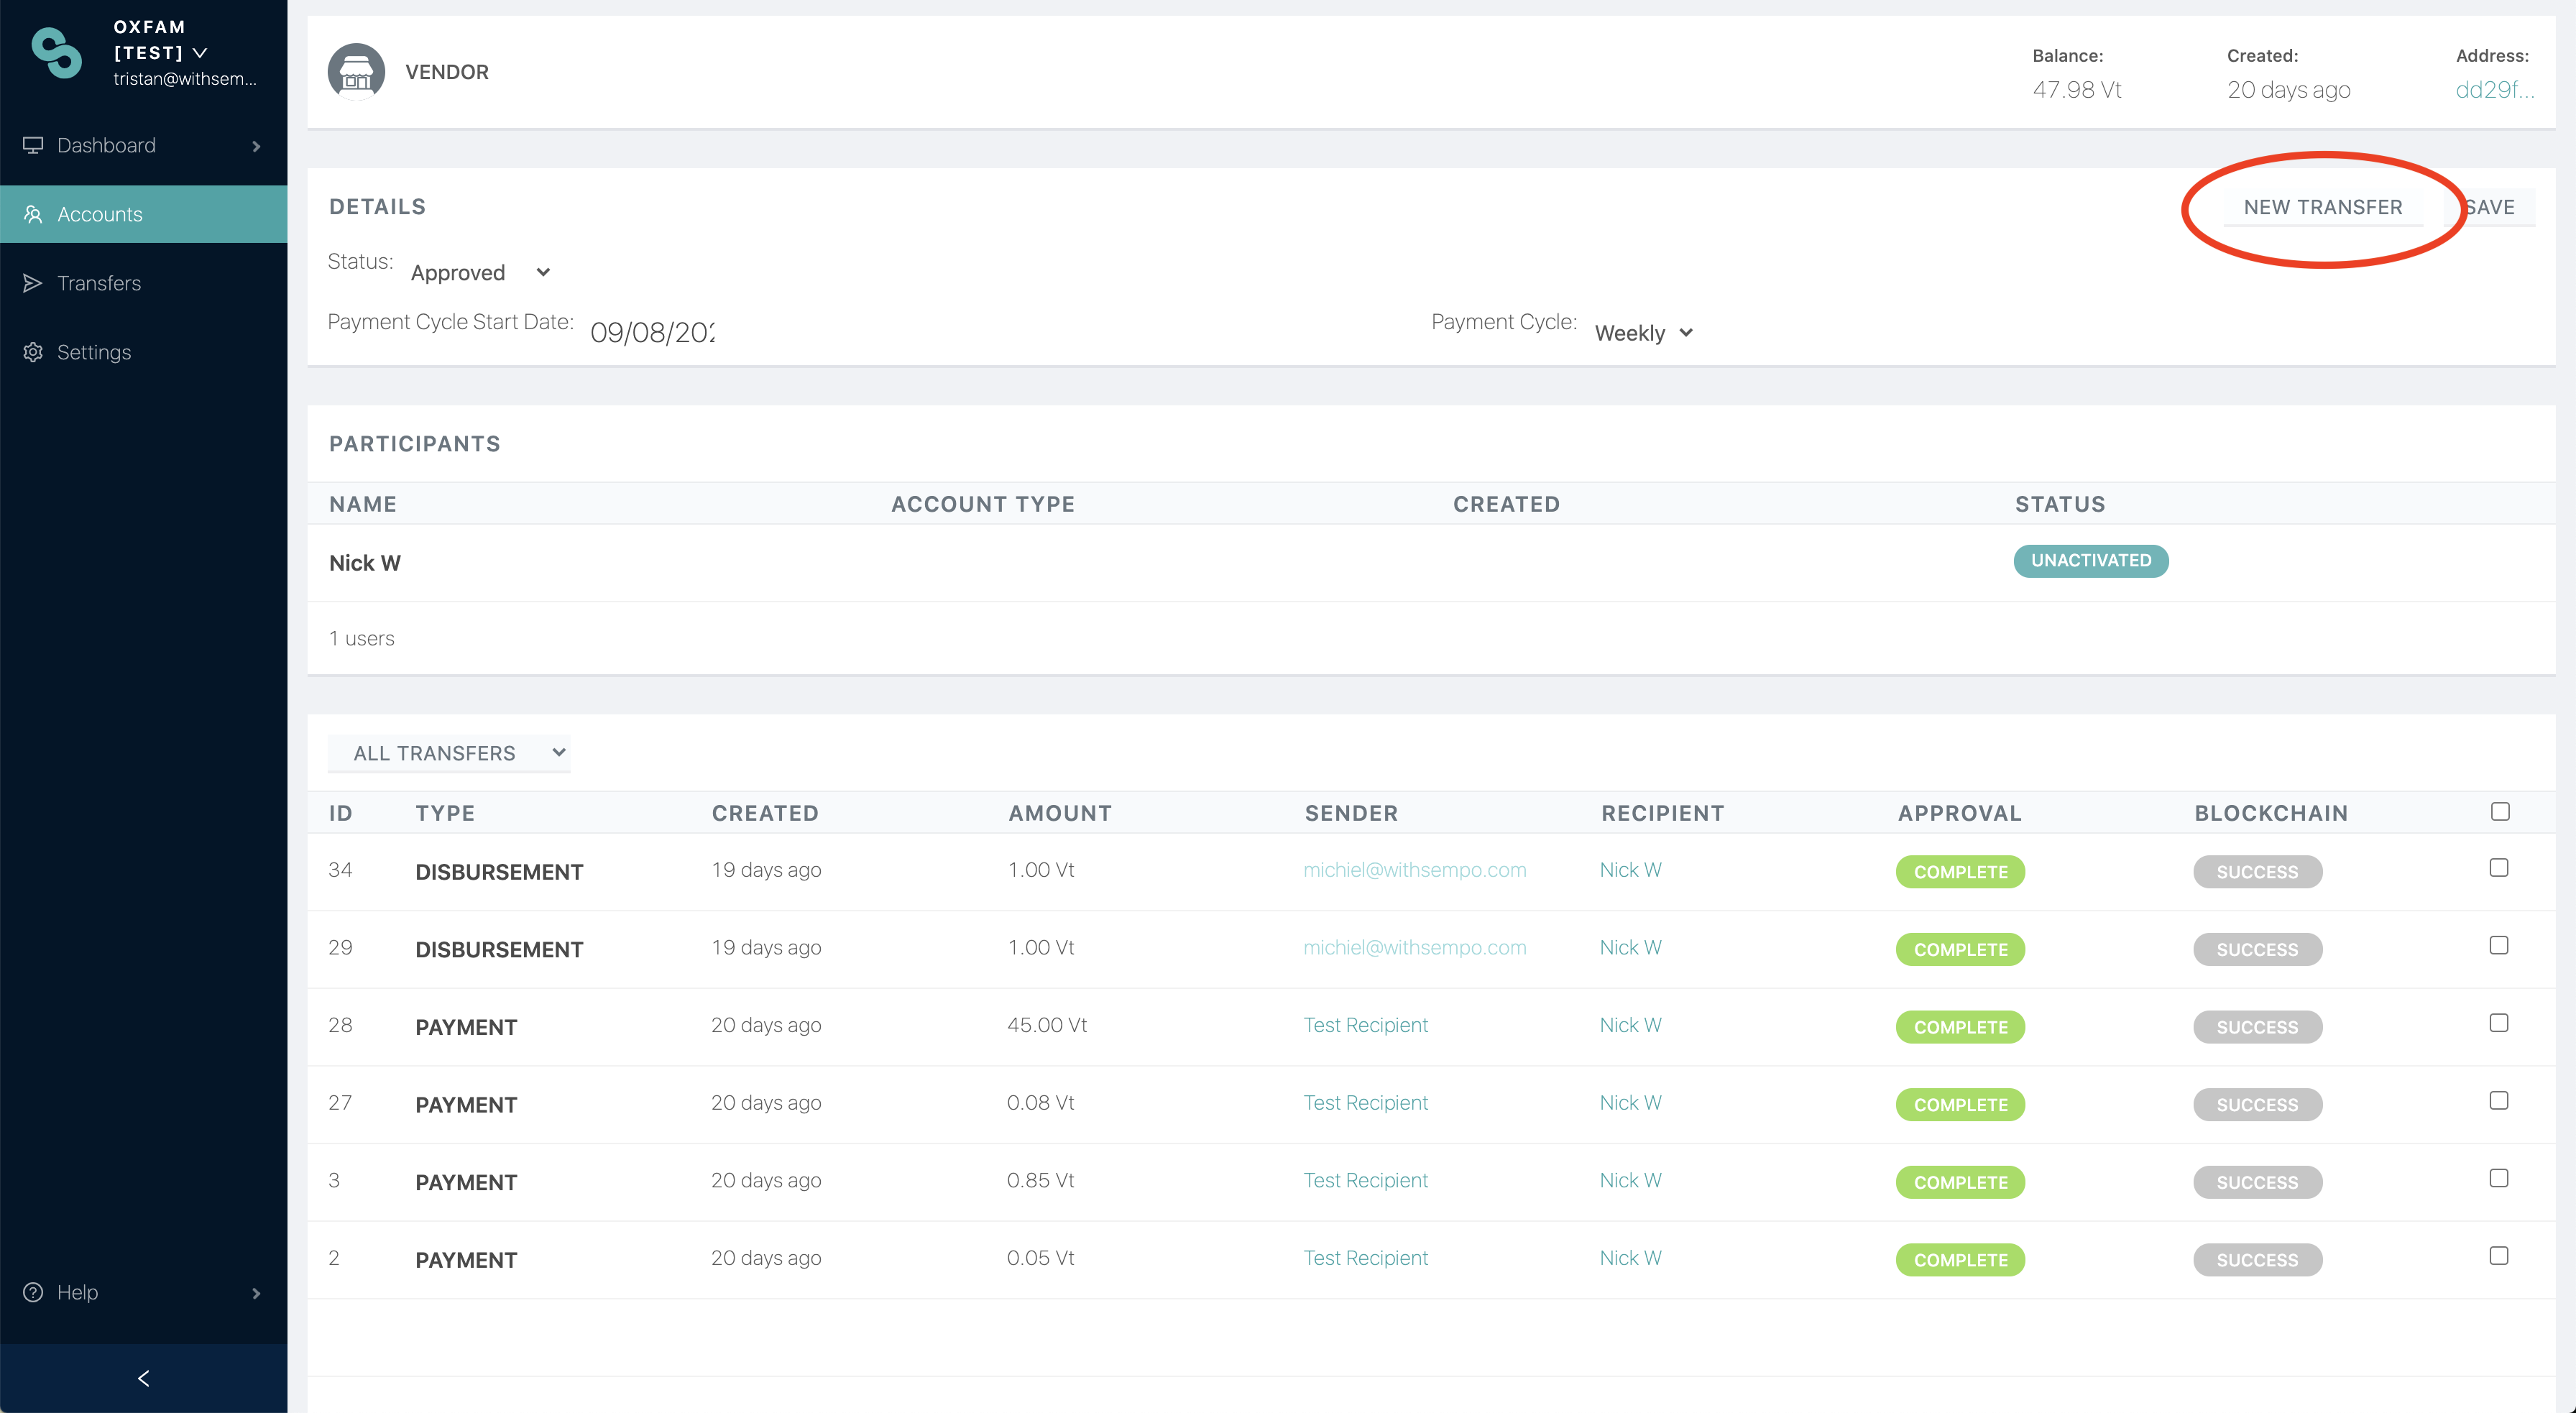 OXFAM
[TEST]
tristan@withsem...
Dashboard
Accounts
Transfers
Settings
Help
VENDOR
Balance:
47.98 Vt
Created:
20 days ago
Address:
dd29f...
DETAILS
NEW TRANSFER
SAVE
Status: Approved
Payment Cycle Start Date: 09/08/202
Payment Cycle: Weekly
PARTICIPANTS
NAME ACCOUNT TYPE CREATED STATUS
Nick W UNACTIVATED
1 users
ALL TRANSFERS
ID TYPE CREATED AMOUNT SENDER RECIPIENT APPROVAL BLOCKCHAIN
34 DISBURSEMENT 19 days ago 1.00 Vt michiel@withsempo.com Nick W COMPLETE SUCCESS
29 DISBURSEMENT 19 days ago 1.00 Vt michiel@withsempo.com Nick W COMPLETE SUCCESS
28 PAYMENT 20 days ago 45.00 Vt Test Recipient Nick W COMPLETE SUCCESS
27 PAYMENT 20 days ago 0.08 Vt Test Recipient Nick W COMPLETE SUCCESS
3 PAYMENT 20 days ago 0.85 Vt Test Recipient Nick W COMPLETE SUCCESS
2 PAYMENT 20 days ago 0.05 Vt Test Recipient Nick W COMPLETE SUCCESS